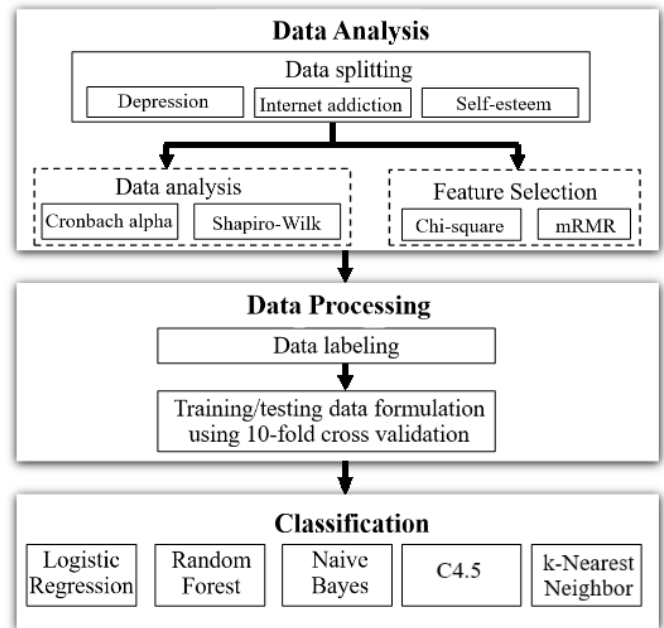 Data Analysis
Data splitting
Depression
Internet addiction
Self-esteem
Data analysis
Cronbach alpha
Shapiro-Wilk
Feature Selection
Chi-square
mRMR
Data Processing
Data labeling
Training/testing data formulation
using 10-fold cross validation
Classification
Logistic
Regression
Random
Forest
Naive
Bayes
C4.5
k-Nearest
Neighbor